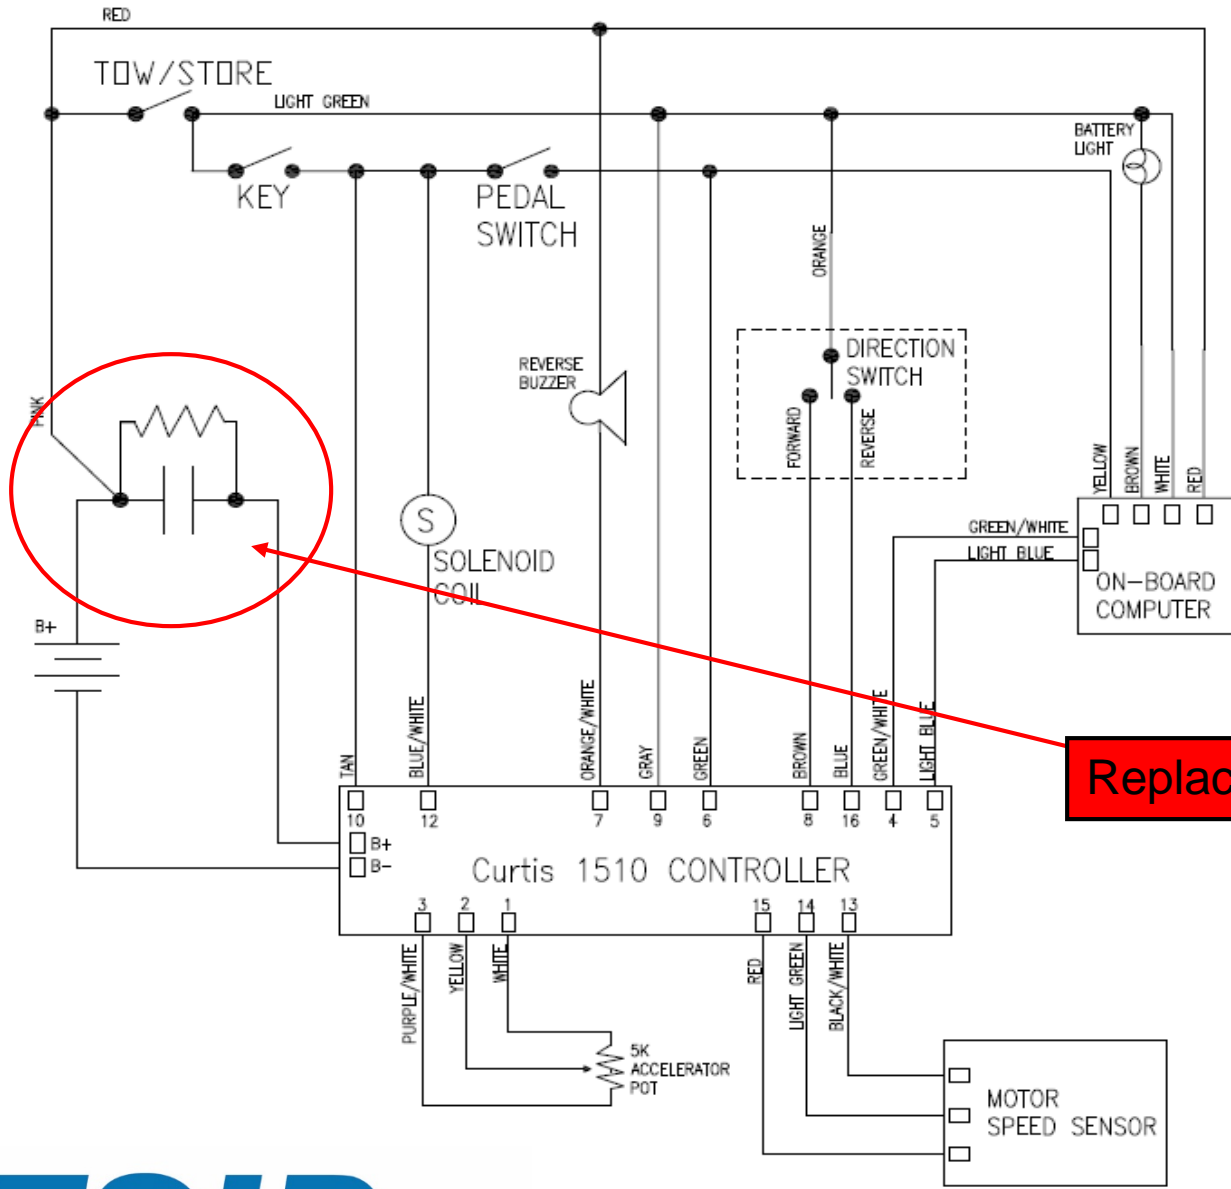 RED
TOW/STORE
LIGHT GREEN
BATTERY
LIGHT
KEY
PEDAL
SWITCH
ORANGE
REVERSE
BUZZER
DIRECTION
SWITCH
FORWARD
REVERSE
PINK
YELLOW
BROWN
WHITE
RED
S
SOLENOID
COIL
GREEN/WHITE
LIGHT BLUE
ON-BOARD
COMPUTER
B+
TAN
BLUE/WHITE
ORANGE/WHITE
GRAY
GREEN
BROWN
BLUE
GREEN/WHITE
LIGHT BLUE
Replac
10
12
7
9
6
8
16
4
5
B+
B-
Curtis 1510 CONTROLLER
3
2
1
15
14
13
PURPLE/WHITE
YELLOW
WHITE
RED
LIGHT GREEN
BLACK/WHITE
5K
ACCELERATOR
POT
MOTOR
SPEED SENSOR